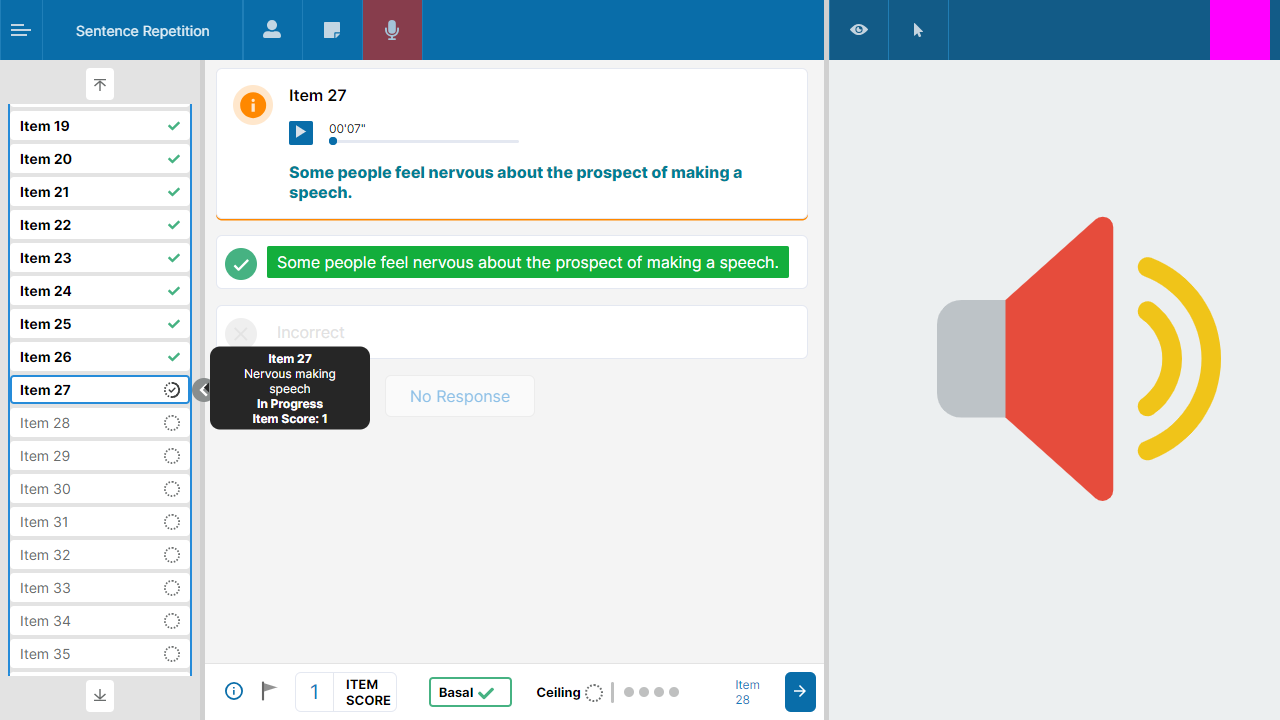 Sentence Repetition
Item 19
Item 20
Item 21
Item 22
Item 23
Item 24
Item 25
Item 26
Item 27
Item 28
Item 29
Item 30
Item 31
Item 32
Item 33
Item 34
Item 35
Item 27
00'07"
Some people feel nervous about the prospect of making a
speech.
Some people feel nervous about the prospect of making a speech.
Incorrect
Item 27
Nervous making
speech
In Progress
Item Score: 1
No Response
1
ITEM
SCORE
Basal
Ceiling
Item
28